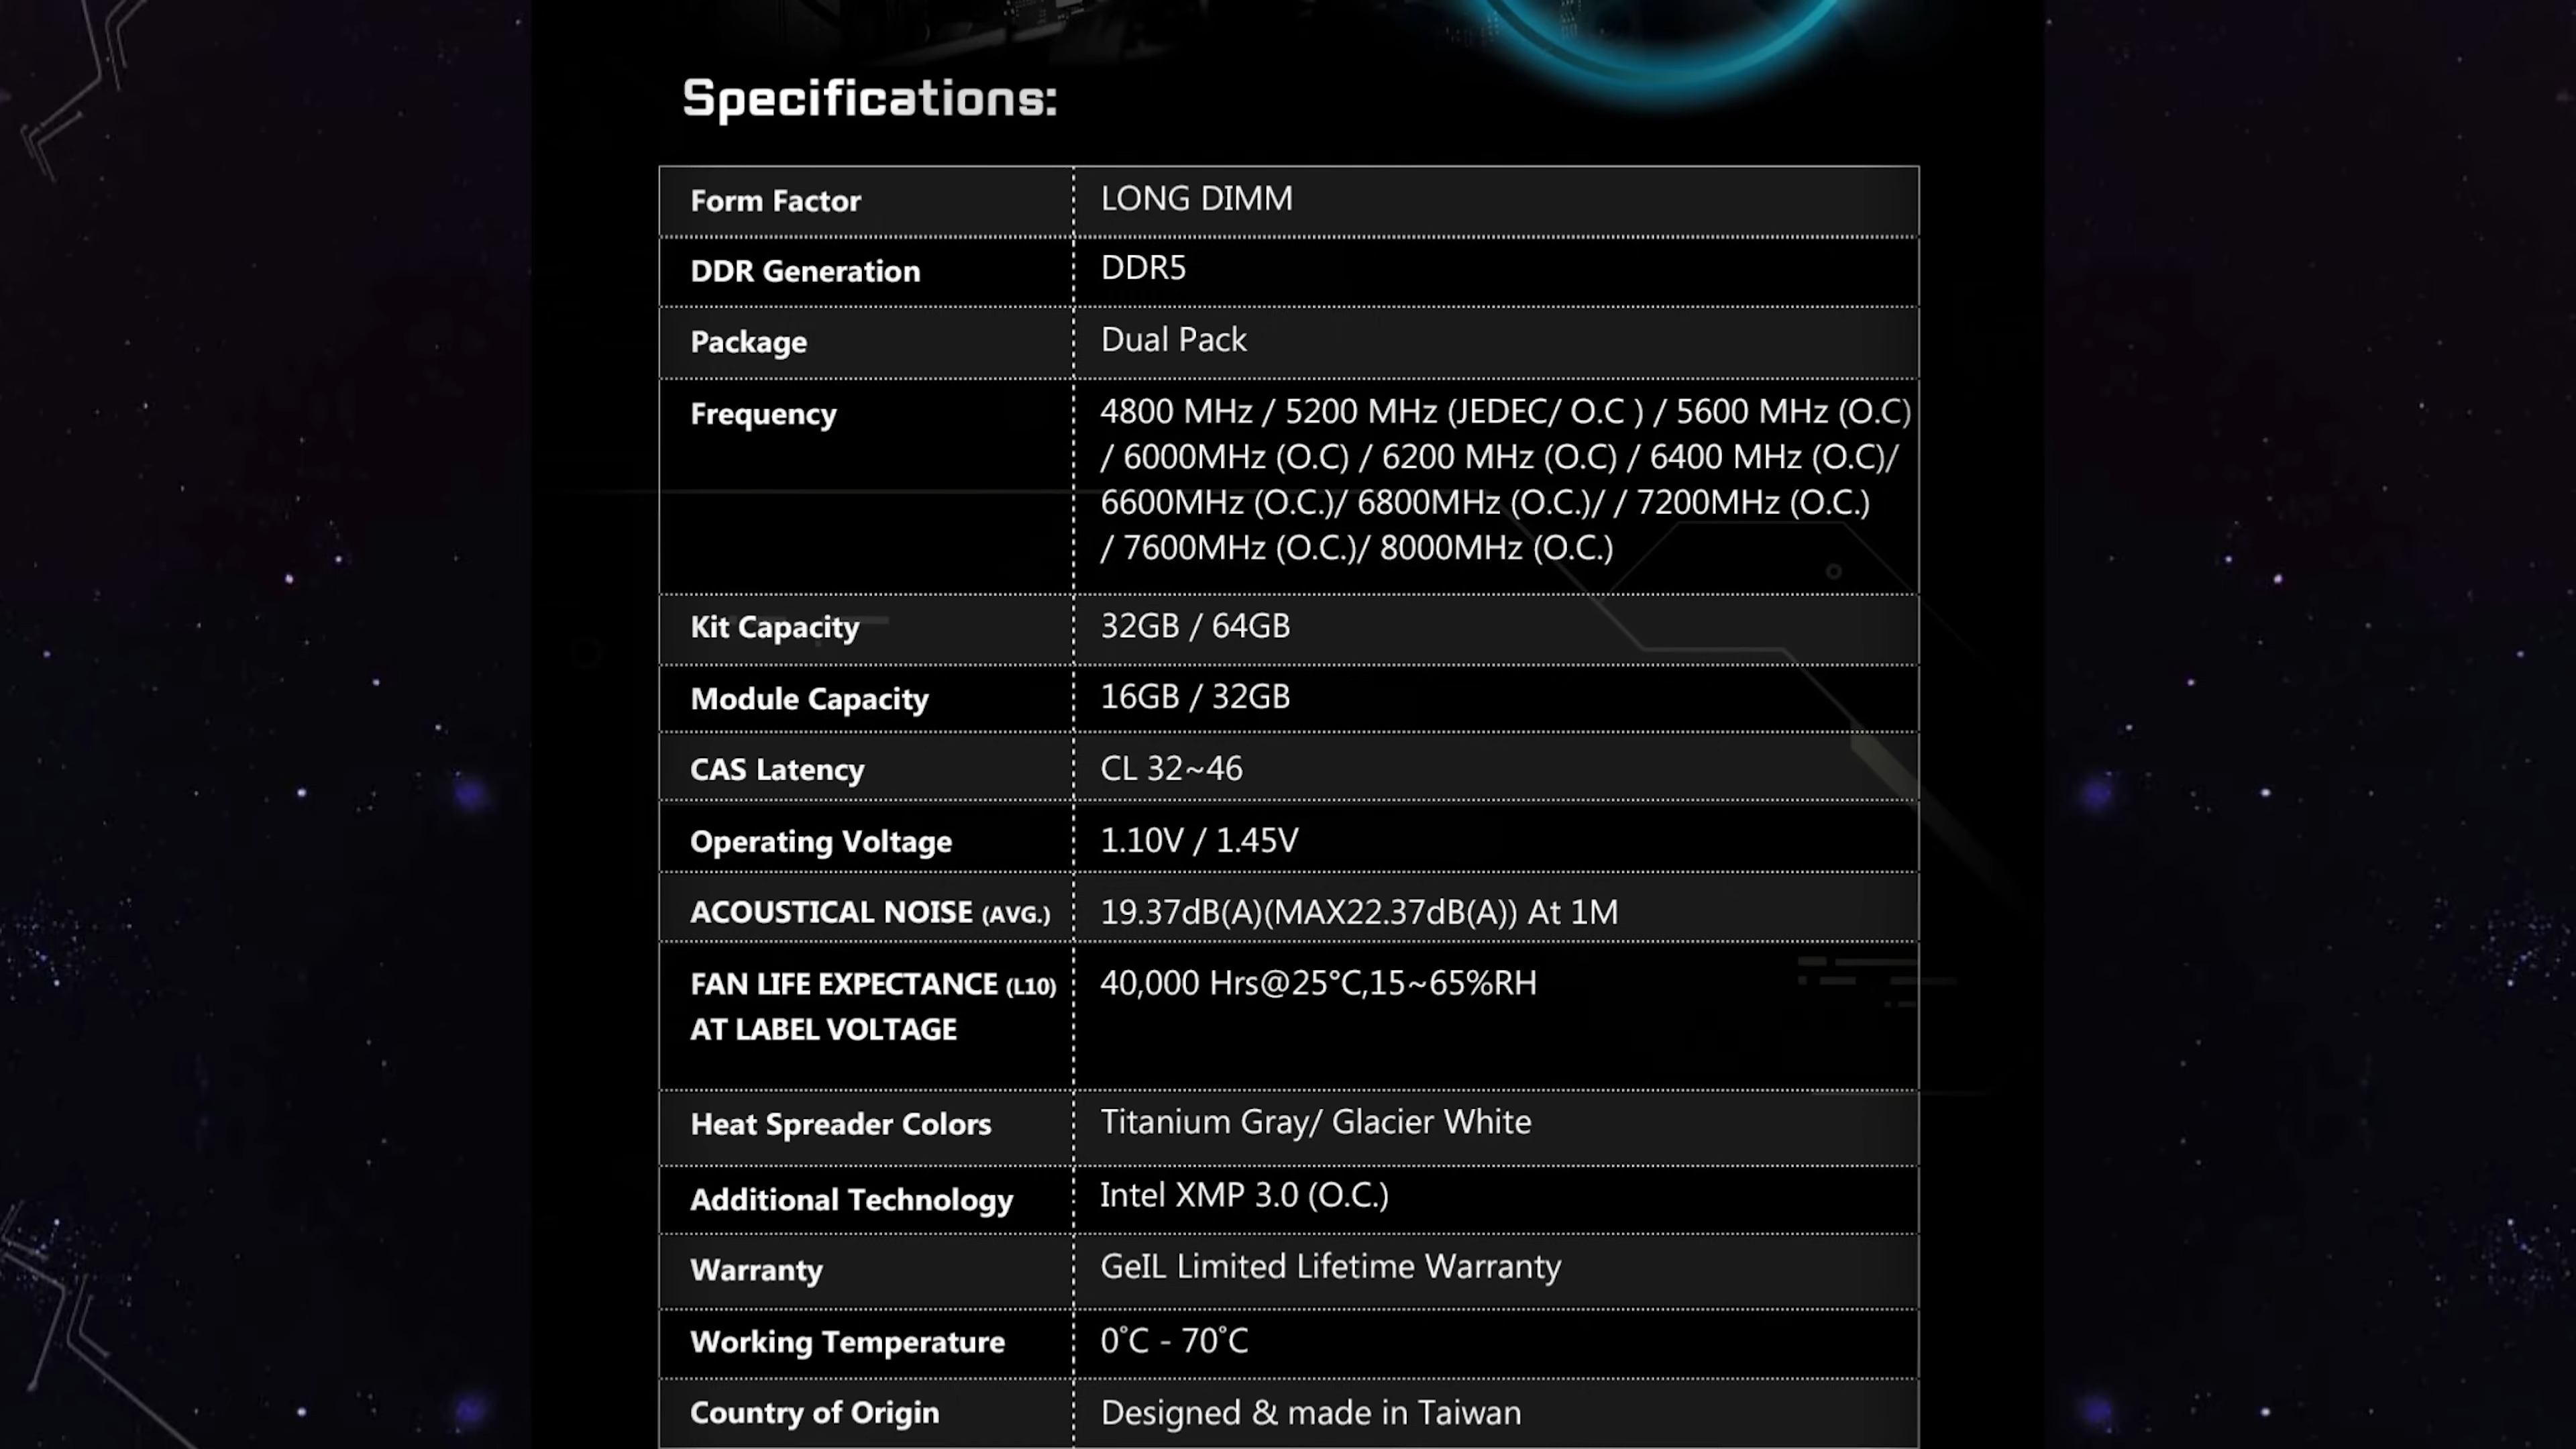 Specifications:
Form Factor LONG DIMM
DDR Generation DDR5
Package Dual Pack
Frequency 4800 MHz / 5200 MHz (JEDEC/ O.C ) / 5600 MHz (O.C)
/ 6000MHz (O.C) / 6200 MHz (O.C) / 6400 MHz (O.C)/
6600MHz (O.C.)/ 6800MHz (O.C.)/ / 7200MHz (O.C.)
/ 7600MHz (O.C.)/ 8000MHz (O.C.)
Kit Capacity 32GB / 64GB
Module Capacity 16GB / 32GB
CAS Latency CL 32~46
Operating Voltage 1.10V / 1.45V
ACOUSTICAL NOISE (AVG.) 19.37dB(A)(MAX22.37dB(A)) At 1M
FAN LIFE EXPECTANCE (L10) 40,000 Hrs@25°C,15~65%RH
AT LABEL VOLTAGE
Heat Spreader Colors Titanium Gray/ Glacier White
Additional Technology Intel XMP 3.0 (O.C.)
Warranty GeIL Limited Lifetime Warranty
Working Temperature 0˚C - 70˚C
Country of Origin Designed & made in Taiwan